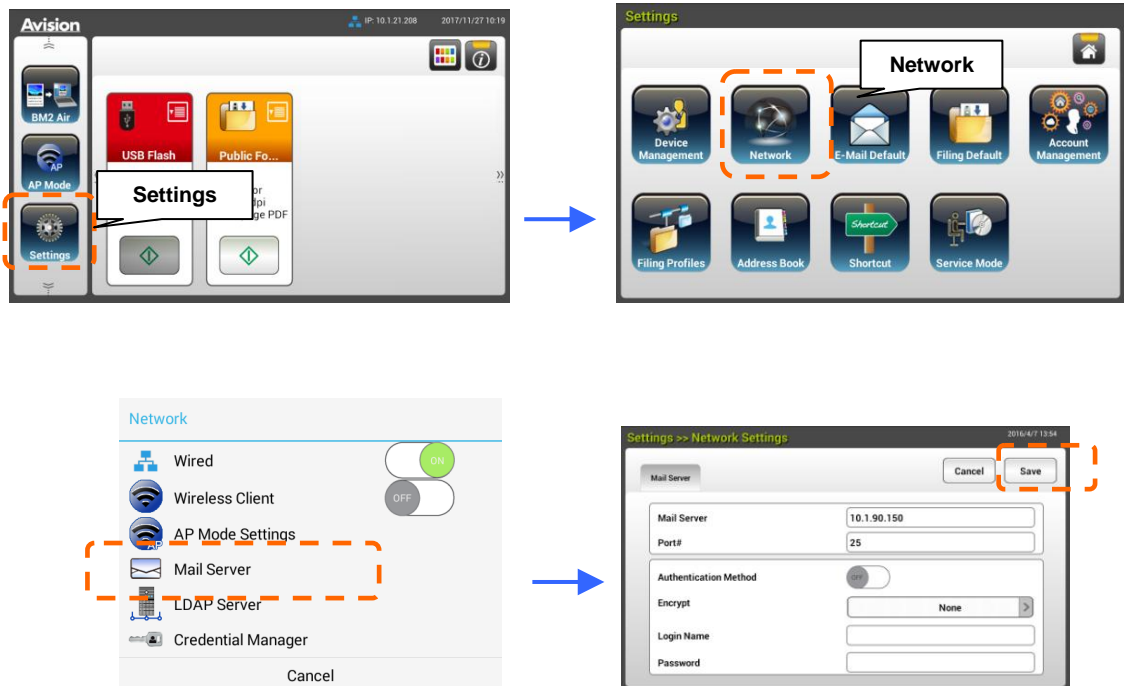 Avision
IP: 10.1.21.208
2017/11/27 10:19
BM2 Air
AP
AP Mode
Settings
USB Flash
Public Fo...
or
dpi
ge PDF
Settings
Settings
Network
Device
Management
Network
E-Mail Default
Filing Default
Account
Management
Filing Profiles
Address Book
Shortcut
Shortcut
Service Mode
Network
Wired
ON
Wireless Client
OFF
AP Mode Settings
AP
Mail Server
LDAP Server
Credential Manager
Cancel
Settings >> Network Settings
2016/4/7 13:54
Mail Server
Cancel
Save
Mail Server
10.1.90.150
Port#
25
Authentication Method
OFF
Encrypt
None
Login Name
Password